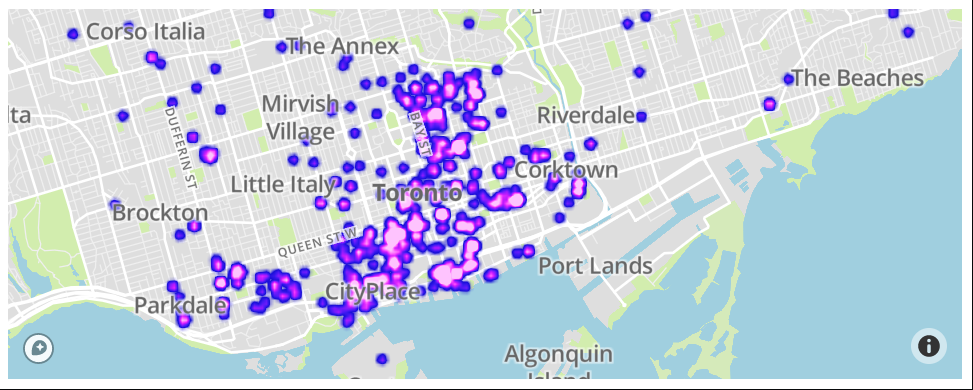 Corso Italia
The Annex
The Beaches
Mirvish
Village
BAY ST
Riverdale
lta
DUFFERIN ST
Corktown
Little Italy
Toronto
Brockton
QUEEN ST W
Port Lands
CityPlace
Parkdale
Algonquin
Island